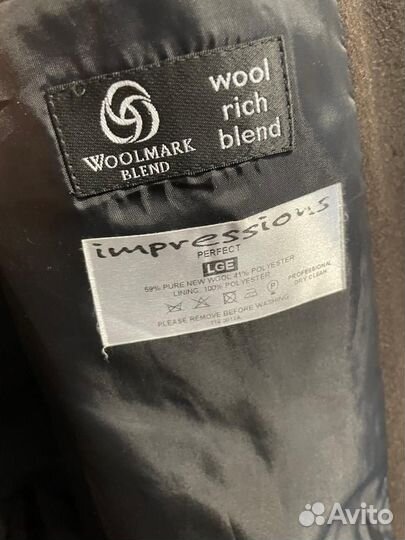 WOOLMARK
BLEND
wool
rich
blend
impressions
PERFECT
LGE
59% PURE NEW WOOL 41% POLYESTER
LINING: 100% POLYESTER
P
PROFESSIONAL
DRY CLEAN
PLEASE REMOVE BEFORE WASHING
Avito